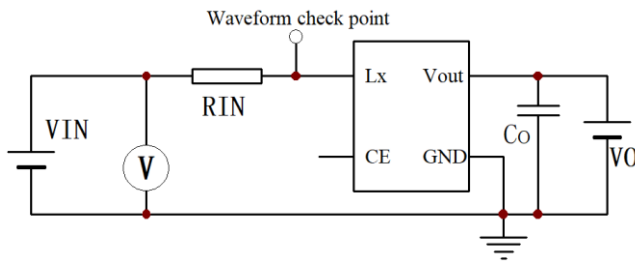 Waveform check point
Lx
Vout
RIN
VIN
V
CE
GND
Co
VO